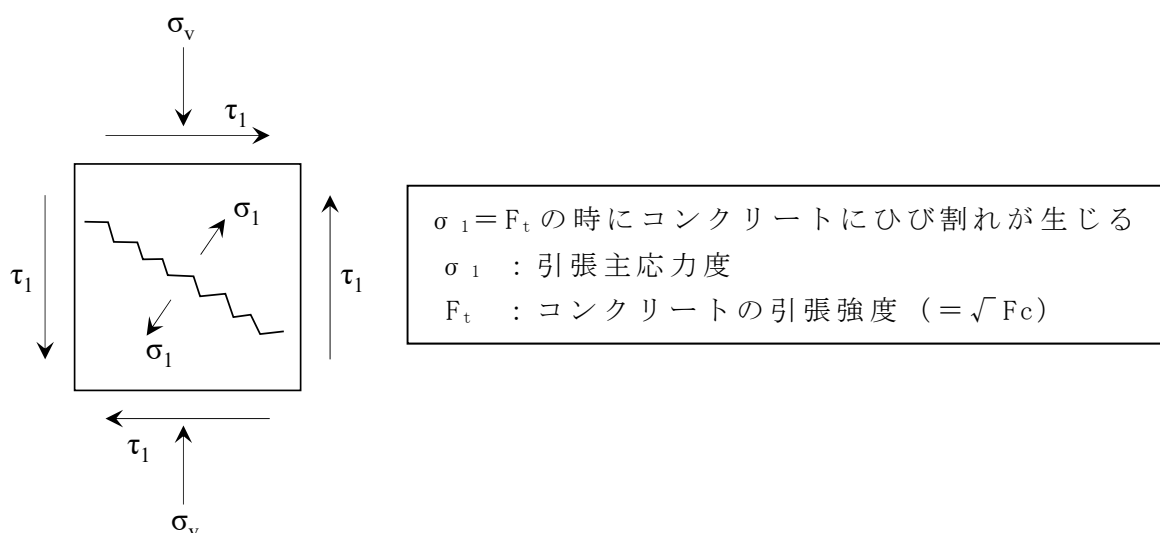 σv
τ1
σ1
τ1
τ1
σ1
τ1
σv
σ1＝Ftの時にコンクリートにひび割れが生じる
σ1 ：引張主応力度
Ft ：コンクリートの引張強度（＝√Fc）